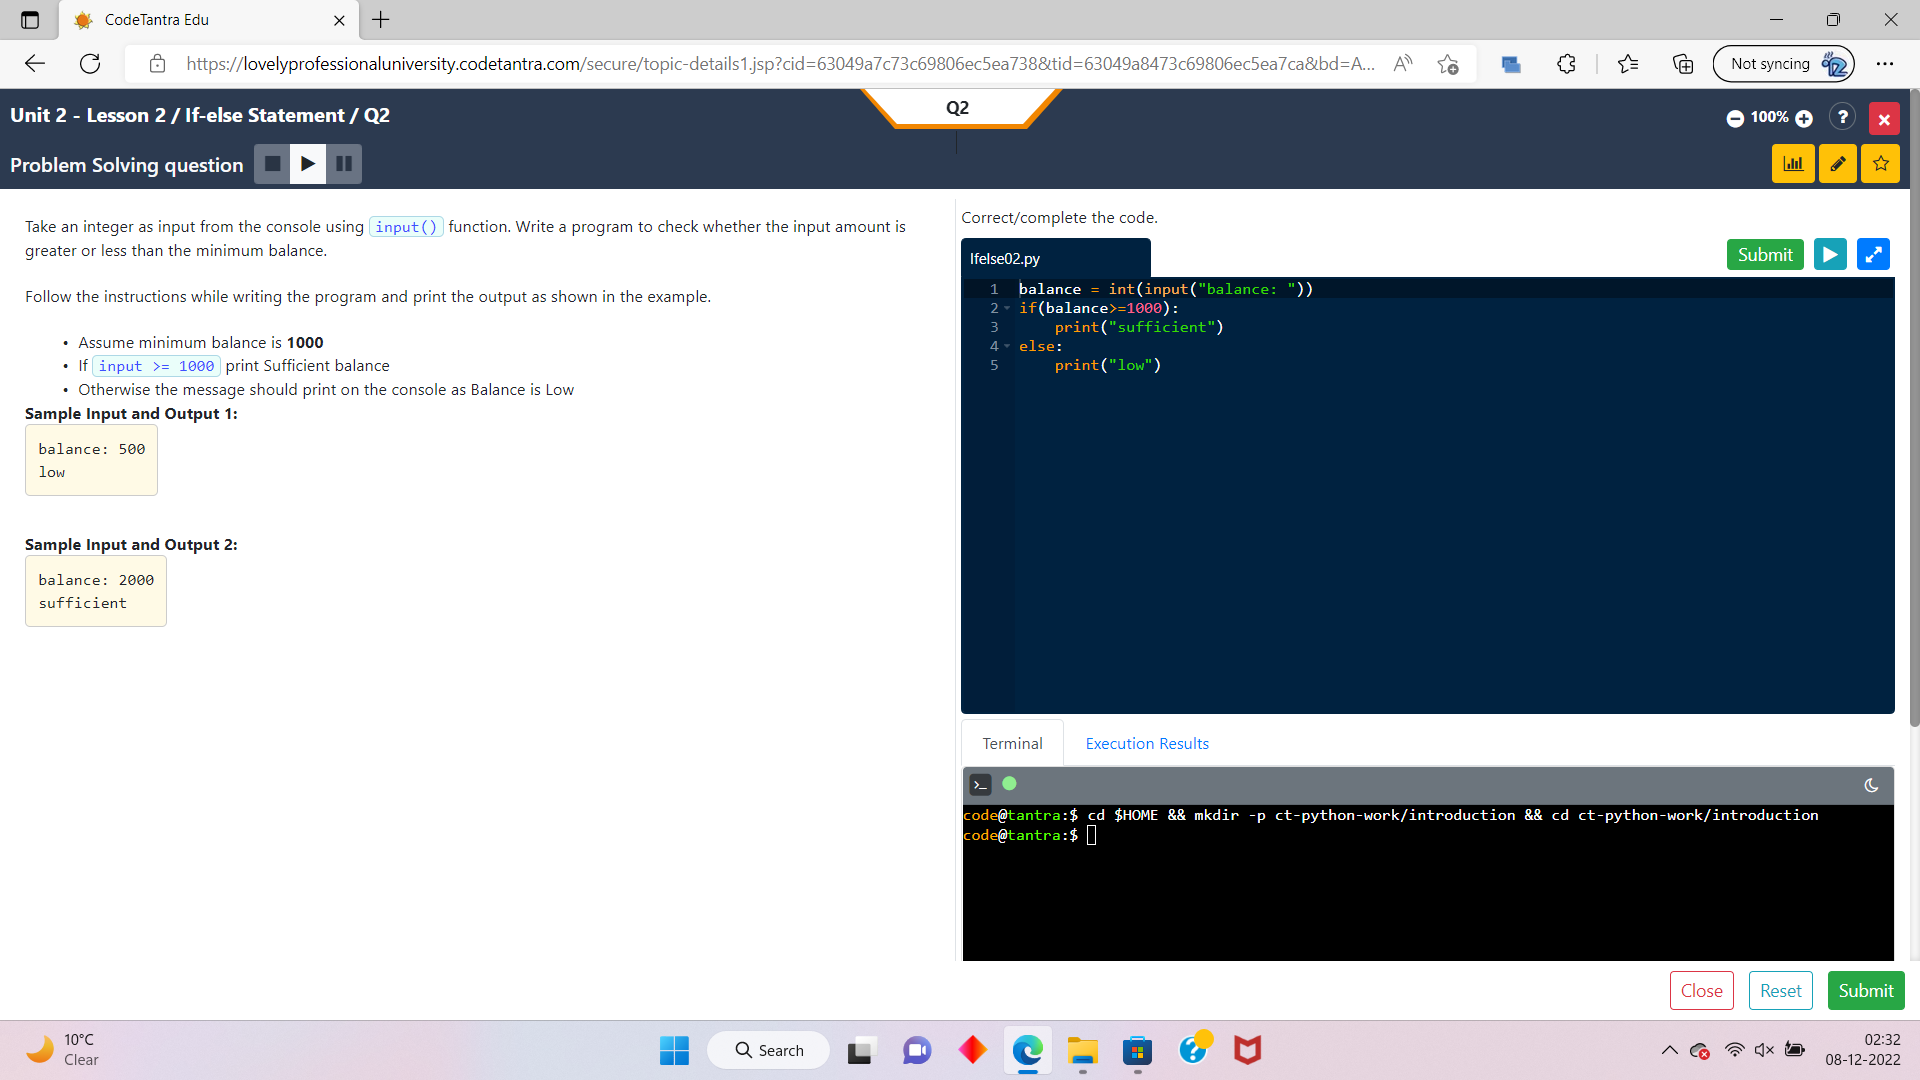 CodeTantra Edu
https://lovelyprofessionaluniversity.codetantra.com/secure/topic-details1.jsp?cid=63049a7c73c69806ec5ea738&tid=63049a8473c69806ec5ea7ca&bd=A...
Not syncing
Unit 2 - Lesson 2 / If-else Statement / Q2
Q2
100%
?
Problem Solving question
Take an integer as input from the console using input() function. Write a program to check whether the input amount is
greater or less than the minimum balance.
Follow the instructions while writing the program and print the output as shown in the example.
• Assume minimum balance is 1000
• If input >= 1000 print Sufficient balance
• Otherwise the message should print on the console as Balance is Low
Sample Input and Output 1:
balance: 500
low
Sample Input and Output 2:
balance: 2000
sufficient
Correct/complete the code.
Ifelse02.py
Submit
1 balance = int(input("balance: "))
2 if(balance>=1000):
3     print("sufficient")
4 else:
5     print("low")
Terminal
Execution Results
code@tantra:$ cd $HOME && mkdir -p ct-python-work/introduction && cd ct-python-work/introduction
code@tantra:$
Close
Reset
Submit
10°C
Clear
Search
02:32
08-12-2022